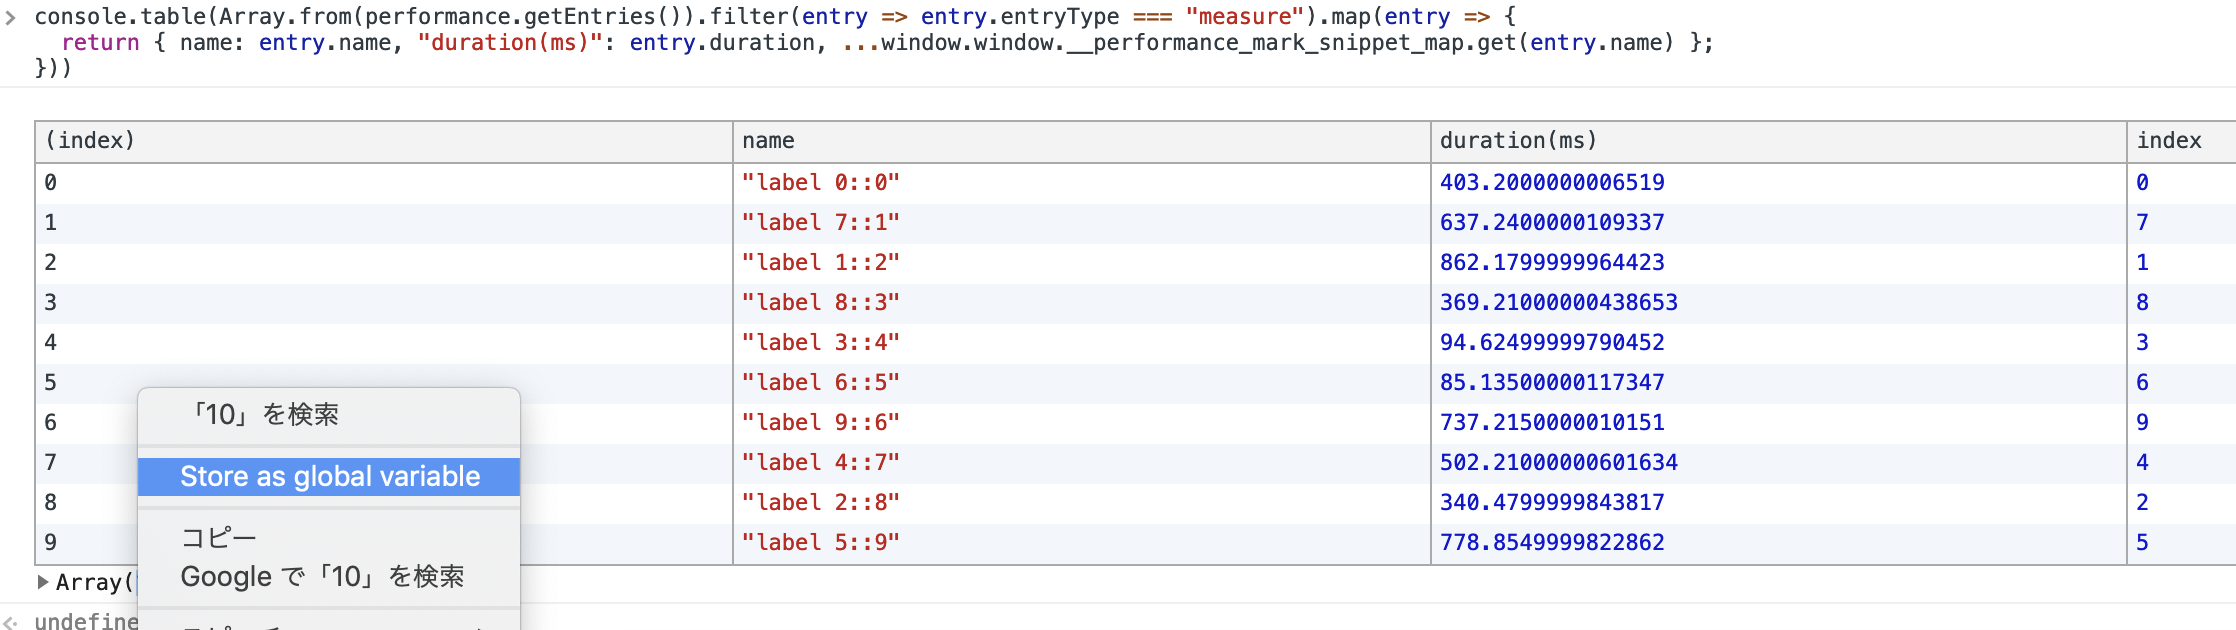 console.table(Array.from(performance.getEntries()).filter(entry => entry.entryType === "measure").map(entry => {
return { name: entry.name, "duration(ms)": entry.duration, ...window.window.__performance_mark_snippet_map.get(entry.name) };
}))
(index) name duration(ms) index
0 "label 0::0" 403.2000000006519 0
1 "label 7::1" 637.2400000109337 7
2 "label 1::2" 862.1799999964423 1
3 "label 8::3" 369.21000000438653 8
4 "label 3::4" 94.62499999790452 3
5 "label 6::5" 85.13500000117347 6
6 "label 9::6" 737.2150000010151 9
7 "label 4::7" 502.21000000601634 4
8 "label 2::8" 340.4799999843817 2
9 "label 5::9" 778.8549999822862 5
「10」を検索
Store as global variable
コピー
Google で「10」を検索
Array(
undefine